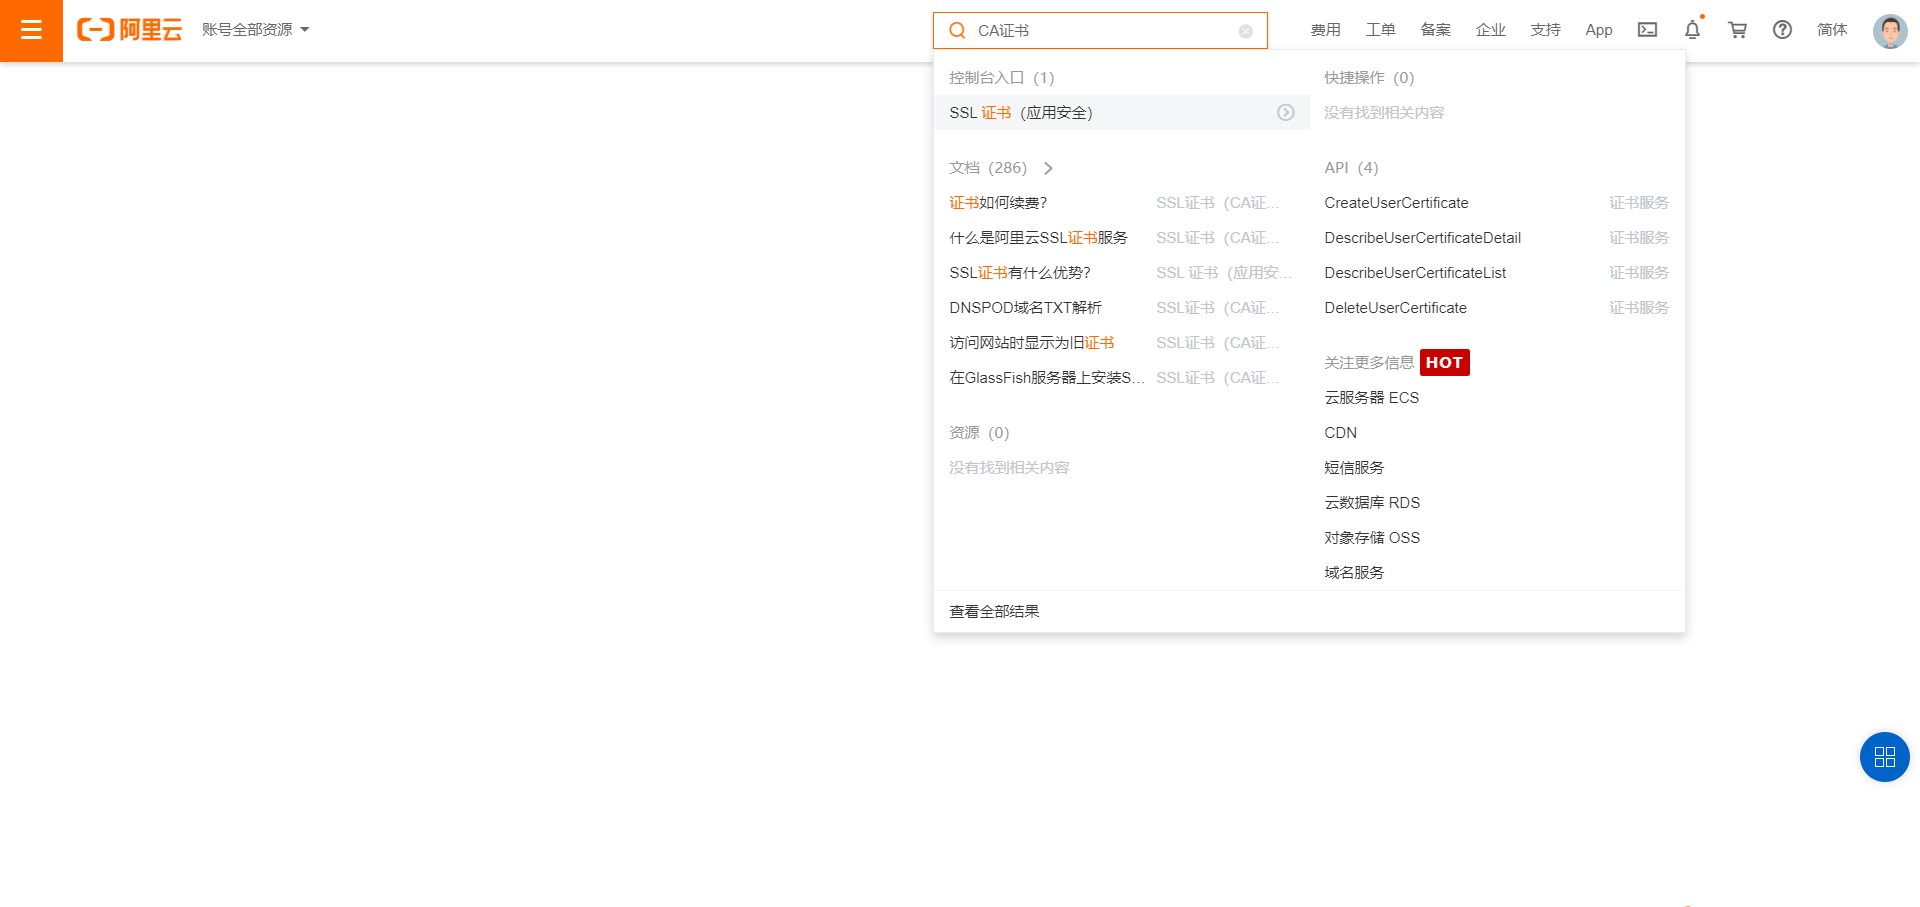 阿里云
账号全部资源
CA证书
费用
工单
备案
企业
支持
App
简体
控制台入口 (1)
SSL 证书 (应用安全)
文档 (286)
证书如何续费? SSL证书 (CA证...
什么是阿里云SSL证书服务 SSL证书 (CA证...
SSL证书有什么优势? SSL 证书 (应用安...
DNSPOD域名TXT解析 SSL证书 (CA证...
访问网站时显示为旧证书 SSL证书 (CA证...
在GlassFish服务器上安装S... SSL证书 (CA证...
资源 (0)
没有找到相关内容
快捷操作 (0)
没有找到相关内容
API (4)
CreateUserCertificate 证书服务
DescribeUserCertificateDetail 证书服务
DescribeUserCertificateList 证书服务
DeleteUserCertificate 证书服务
关注更多信息 HOT
云服务器 ECS
CDN
短信服务
云数据库 RDS
对象存储 OSS
域名服务
查看全部结果